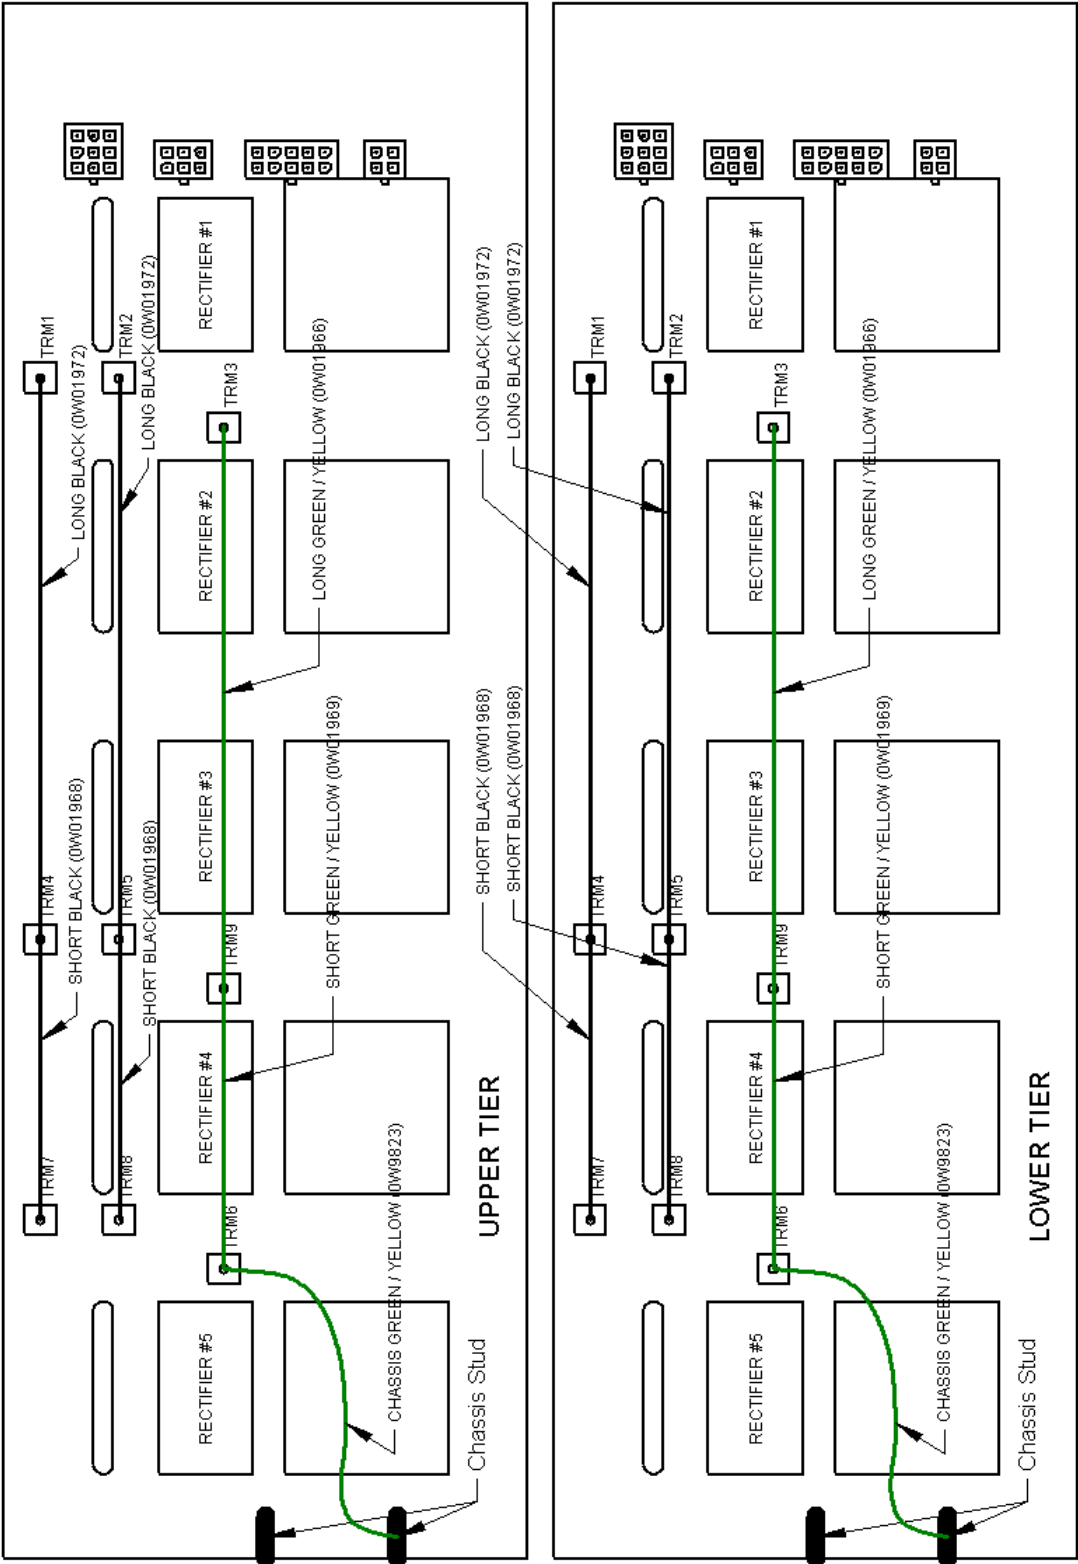 TRM1
LONG BLACK (0W01972)
TRM2
LONG BLACK (0W01972)
RECTIFIER #1
TRM3
LONG GREEN / YELLOW (0W01966)
RECTIFIER #2
SHORT BLACK (0W01968)
TRM4
SHORT BLACK (0W01968)
TRM5
RECTIFIER #3
TRM9
SHORT GREEN / YELLOW (0W01969)
RECTIFIER #4
TRM7
TRM8
TRM6
CHASSIS GREEN / YELLOW (0W9823)
RECTIFIER #5
Chassis Stud
UPPER TIER
LONG BLACK (0W01972)
LONG BLACK (0W01972)
TRM1
TRM2
RECTIFIER #1
TRM3
LONG GREEN / YELLOW (0W01966)
RECTIFIER #2
SHORT BLACK (0W01968)
SHORT BLACK (0W01968)
TRM4
TRM5
RECTIFIER #3
TRM9
SHORT GREEN / YELLOW (0W01969)
RECTIFIER #4
TRM7
TRM8
TRM6
CHASSIS GREEN / YELLOW (0W9823)
RECTIFIER #5
Chassis Stud
LOWER TIER